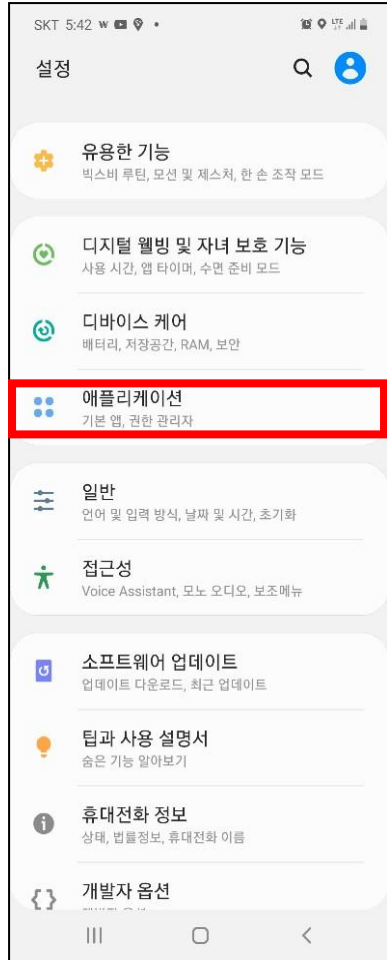 SKT 5:42 W LTE
설정
유용한 기능
빅스비 루틴, 모션 및 제스처, 한 손 조작 모드
디지털 웰빙 및 자녀 보호 기능
사용 시간, 앱 타이머, 수면 준비 모드
디바이스 케어
배터리, 저장공간, RAM, 보안
애플리케이션
기본 앱, 권한 관리자
일반
언어 및 입력 방식, 날짜 및 시간, 초기화
접근성
Voice Assistant, 모노 오디오, 보조메뉴
소프트웨어 업데이트
업데이트 다운로드, 최근 업데이트
팁과 사용 설명서
숨은 기능 알아보기
휴대전화 정보
상태, 법률정보, 휴대전화 이름
개발자 옵션